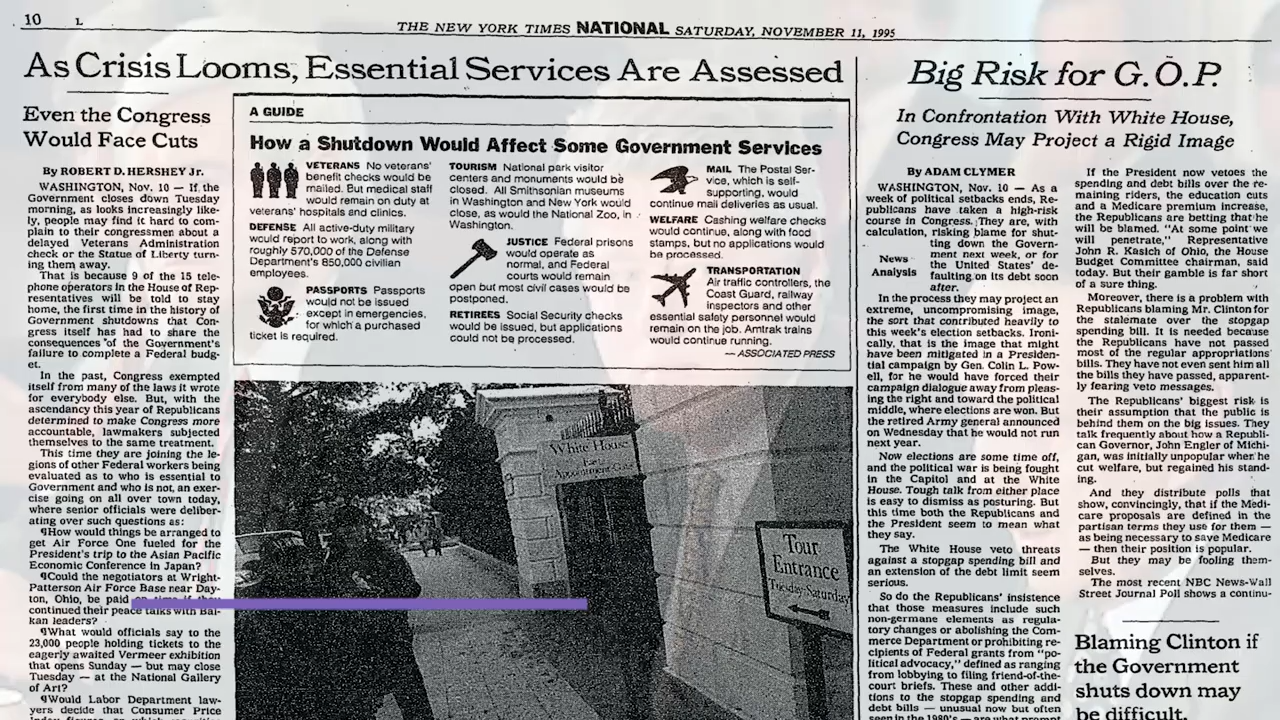 10 L
THE NEW YORK TIMES NATIONAL SATURDAY, NOVEMBER 11, 1995
As Crisis Looms, Essential Services Are Assessed
Even the Congress
Would Face Cuts
By ROBERT D. HERSHEY Jr.
WASHINGTON, Nov. 10 — If the
Government closes down Tuesday
morning, as looks increasingly like-
ly, people may find it hard to com-
plain to their congressmen about a
delayed Veterans Administration
check or the Statue of Liberty turn-
ing them away.
That is because 9 of the 15 tele-
phone operators in the House of Rep-
resentatives will be told to stay
home, the first time in the history of
Government shutdowns that Con-
gress itself has had to share the
consequences of the Government's
failure to complete a Federal budg-
et.
In the past, Congress exempted
itself from many of the laws it wrote
for everybody else. But, with the
ascendancy this year of Republicans
determined to make Congress more
accountable, lawmakers subjected
themselves to the same treatment.
This time they are joining the le-
gions of other Federal workers being
evaluated as to who is essential to
Government and who is not, an exer-
cise going on all over town today,
where senior officials were deliber-
ating over such questions as:
¶How would things be arranged to
get Air Force One fueled for the
President's trip to the Asian Pacific
Economic Conference in Japan?
¶Could the negotiators at Wright-
Patterson Air Force Base near Day-
ton, Ohio, be paid on time if they
continued their peace talks with Bal-
kan leaders?
¶What would officials say to the
23,000 people holding tickets to the
eagerly awaited Vermeer exhibition
that opens Sunday — but may close
Tuesday — at the National Gallery
of Art?
¶Would Labor Department law-
yers decide that Consumer Price
A GUIDE
How a Shutdown Would Affect Some Government Services
VETERANS No veterans'
benefit checks would be
mailed. But medical staff
would remain on duty at
veterans' hospitals and clinics.
DEFENSE All active-duty military
would report to work, along with
roughly 570,000 of the Defense
Department's 850,000 civilian
employees.
PASSPORTS Passports
would not be issued
except in emergencies,
for which a purchased
ticket is required.
TOURISM National park visitor
centers and monuments would be
closed. All Smithsonian museums
in Washington and New York would
close, as would the National Zoo, in
Washington.
JUSTICE Federal prisons
would operate as
normal, and Federal
courts would remain
open but most civil cases would be
postponed.
RETIREES Social Security checks
would be issued, but applications
could not be processed.
MAIL The Postal Ser-
vice, which is self-
supporting, would
continue mail deliveries as usual.
WELFARE Cashing welfare checks
would continue, along with food
stamps, but no applications would
be processed.
TRANSPORTATION
Air traffic controllers, the
Coast Guard, railway
inspectors and other
essential safety personnel would
remain on the job. Amtrak trains
would continue running.
— ASSOCIATED PRESS
White House
Appointment Gate
Tour
Entrance
Tuesday-Saturday
Big Risk for G.O.P.
In Confrontation With White House,
Congress May Project a Rigid Image
By ADAM CLYMER
WASHINGTON, Nov. 10 — As a
week of political setbacks ends, Re-
publicans have taken a high-risk
course in Congress. They are, with
calculation, risking blame for shut-
ting down the Govern-
ment next week, or for
the United States' de-
faulting on its debt soon
after.
News
Analysis
In the process they may project an
extreme, uncompromising image,
the sort that contributed heavily to
this week's election setbacks. Ironi-
cally, that is the image that might
have been mitigated in a Presiden-
tial campaign by Gen. Colin L. Pow-
ell, for he would have forced their
campaign dialogue away from pleas-
ing the right and toward the political
middle, where elections are won. But
the retired Army general announced
on Wednesday that he would not run
next year.
Now elections are some time off,
and the political war is being fought
in the Capitol and at the White
House. Tough talk from either place
is easy to dismiss as posturing. But
this time both the Republicans and
the President seem to mean what
they say.
The White House veto threats
against a stopgap spending bill and
an extension of the debt limit seem
serious.
So do the Republicans' insistence
that those measures include such
non-germane elements as regula-
tory changes or abolishing the Com-
merce Department or prohibiting re-
cipients of Federal grants from "po-
litical advocacy," defined as ranging
from lobbying to filing friend-of-the-
court briefs. These and other addi-
tions to the stopgap spending and
debt bills — unusual now but often
seen in the 1980's — are what prompt
If the President now vetoes the
spending and debt bills over the re-
maining riders, the education cuts
and a Medicare premium increase,
the Republicans are betting that he
will be blamed. "At some point we
will penetrate," Representative
John R. Kasich of Ohio, the House
Budget Committee chairman, said
today. But their gamble is far short
of a sure thing.
Moreover, there is a problem with
Republicans blaming Mr. Clinton for
the stalemate over the stopgap
spending bill. It is needed because
the Republicans have not passed
most of the regular appropriations
bills. They have not even sent him all
the bills they have passed, apparent-
ly fearing veto messages.
The Republicans' biggest risk is
their assumption that the public is
behind them on the big issues. They
talk frequently about how a Republi-
can Governor, John Engler of Michi-
gan, was initially unpopular when he
cut welfare, but regained his stand-
ing.
And they distribute polls that
show, convincingly, that if the Medi-
care proposals are defined in the
partisan terms they use for them —
as being necessary to save Medicare
— then their position is popular.
But they may be fooling them-
selves.
The most recent NBC News-Wall
Street Journal Poll shows a continu-
Blaming Clinton if
the Government
shuts down may
be difficult.